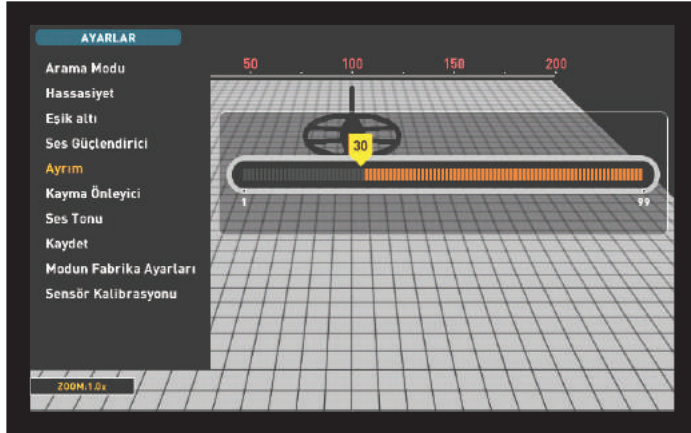 AYARLAR
Arama Modu
Hassasiyet
Eşik altı
Ses Güçlendirici
Ayrım
Kayma Önleyici
Ses Tonu
Kaydet
Modun Fabrika Ayarları
Sensör Kalibrasyonu
ZOOM:1.0x
50 100 150 200
30
1 99